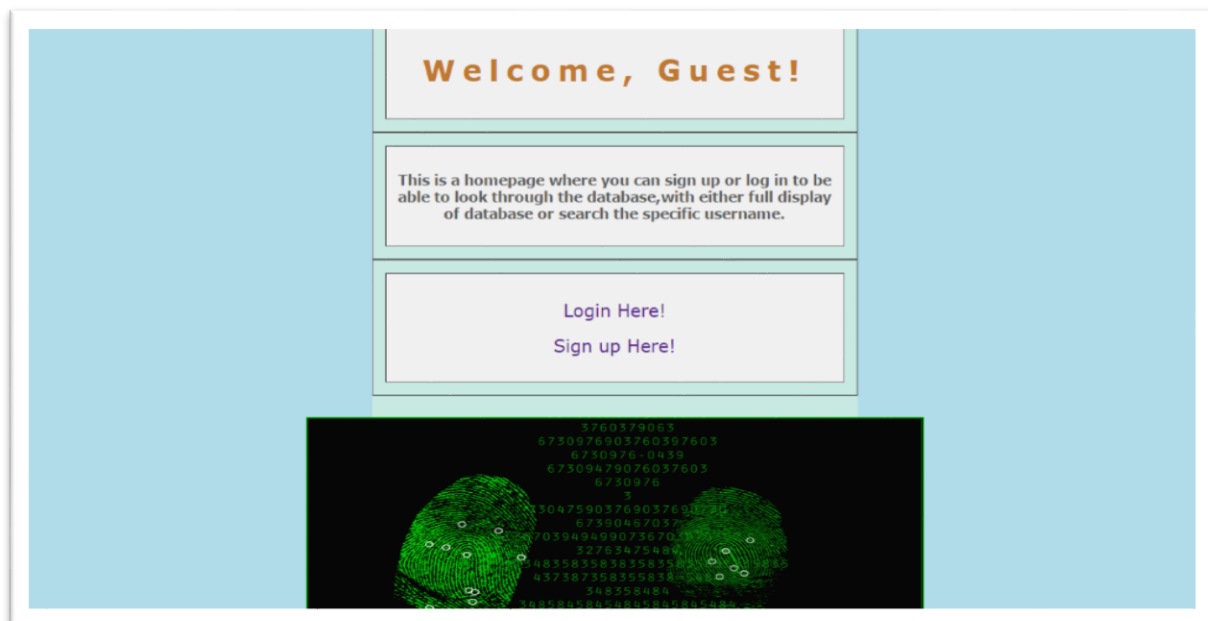 Welcome, Guest!
This is a homepage where you can sign up or log in to be
able to look through the database,with either full display
of database or search the specific username.
Login Here!
Sign up Here!
3760379063
6730976903760397603
6730976-0439
67309479076037603
6730976
3
348358484